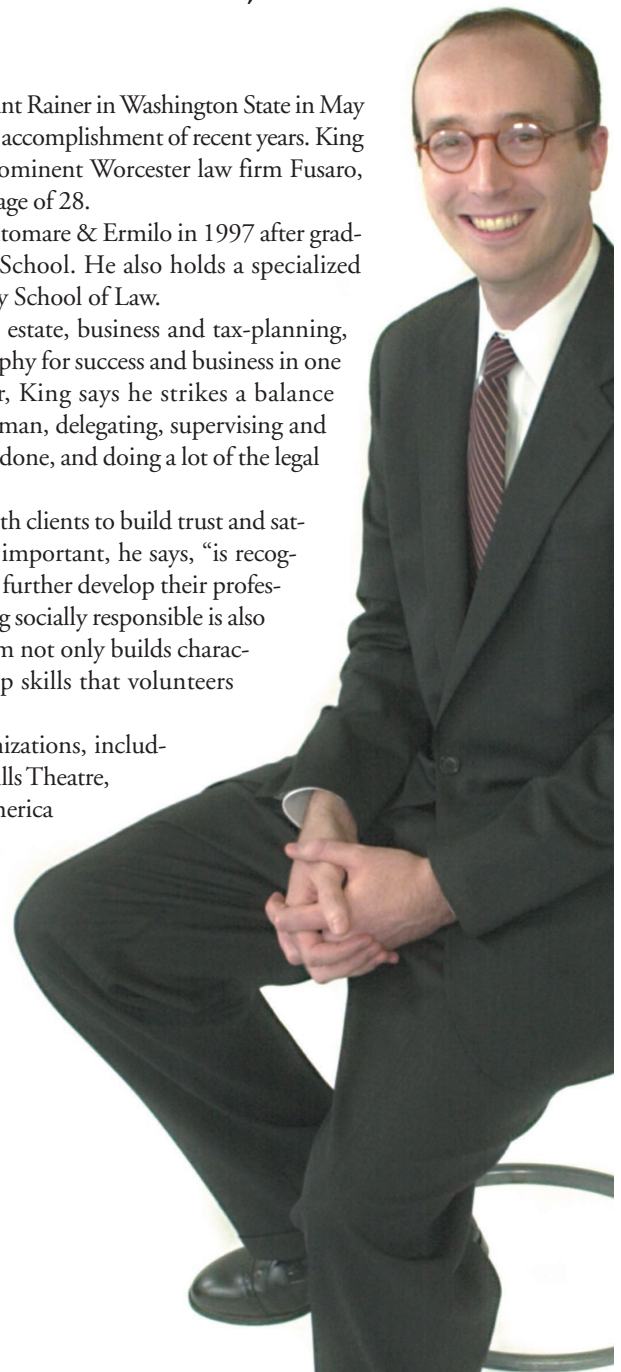 nt Rainer in Washington State in May
accomplishment of recent years. King
ominent Worcester law firm Fusaro,
age of 28.
tomare & Ermilo in 1997 after grad-
School. He also holds a specialized
y School of Law.
estate, business and tax-planning,
phy for success and business in one
r, King says he strikes a balance
man, delegating, supervising and
done, and doing a lot of the legal
th clients to build trust and sat-
important, he says, “is recog-
further develop their profes-
g socially responsible is also
m not only builds charac-
p skills that volunteers
nizations, includ-
lls Theatre,
merica